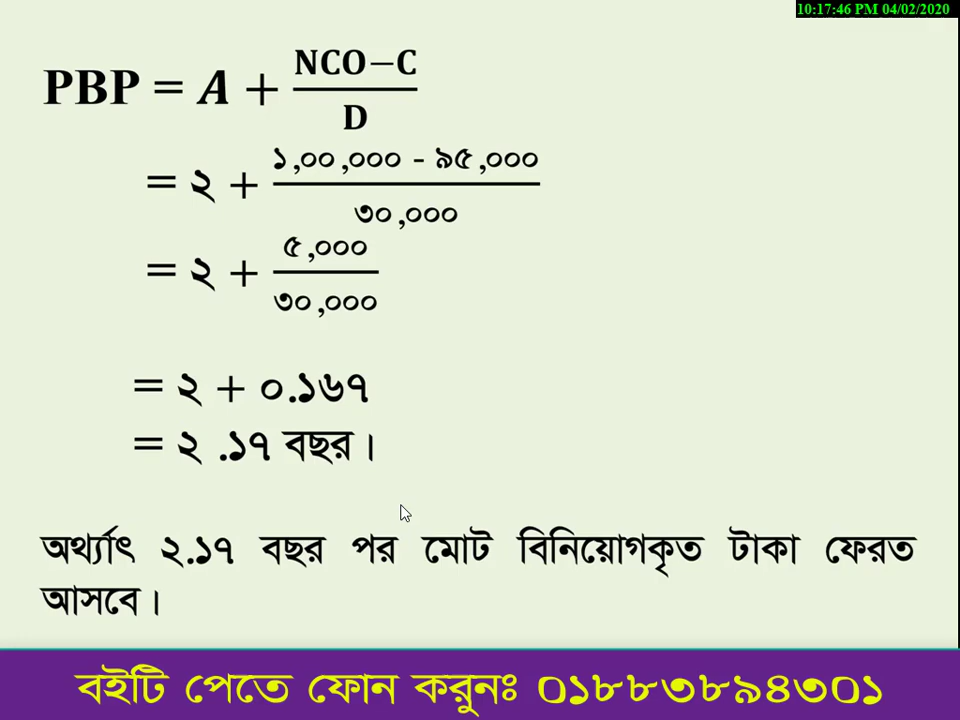 10:17:46 PM 04/02/2020
PBP = A + NCO−C / D
= ২ + ১,০০,০০০ - ৯৫,০০০ / ৩০,০০০
= ২ + ৫,০০০ / ৩০,০০০
= ২ + ০.১৬৭
= ২ .১৭ বছর।
অর্থ্যাৎ ২.১৭ বছর পর মোট বিনিয়োগকৃত টাকা ফেরত
আসবে।
বইটি পেতে ফোন করুনঃ 0১৮৮৩৮৯৪৩0১